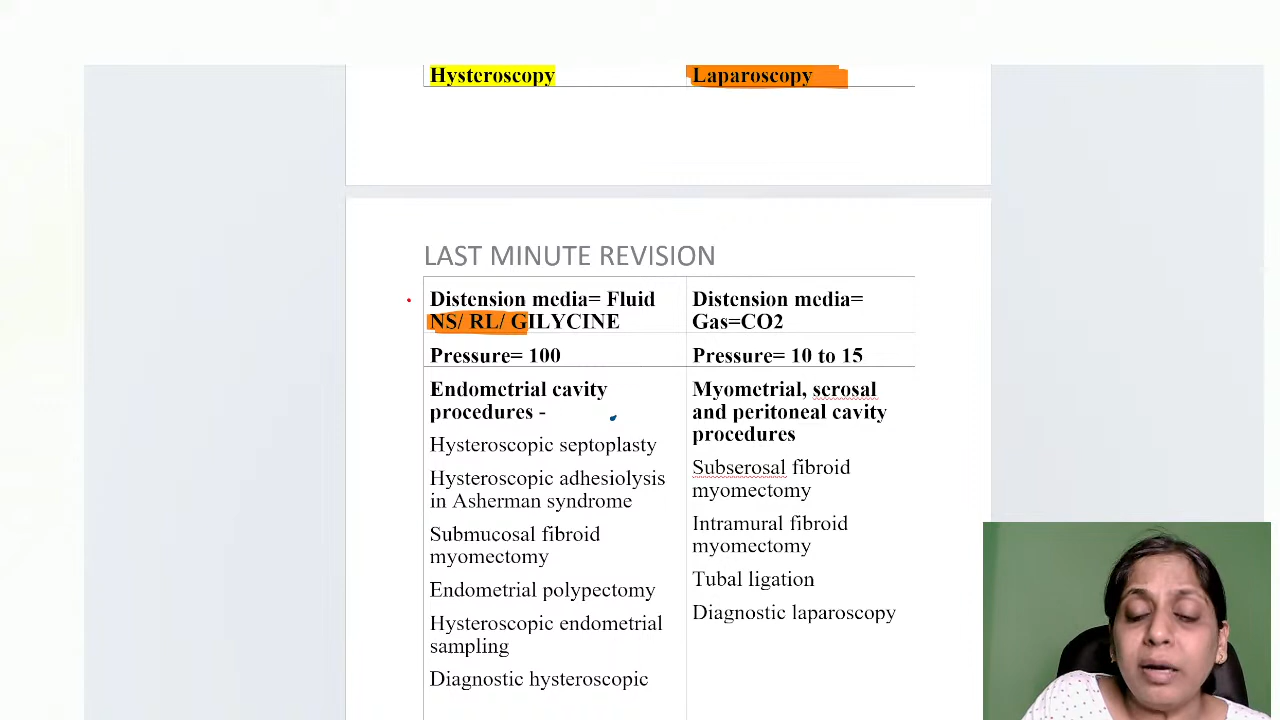 Hysteroscopy
Laparoscopy
LAST MINUTE REVISION
Distension media= Fluid
NS/ RL/ GILYCINE
Distension media=
Gas=CO2
Pressure= 100
Pressure= 10 to 15
Endometrial cavity
procedures -
Myometrial, serosal
and peritoneal cavity
procedures
Hysteroscopic septoplasty
Hysteroscopic adhesiolysis
in Asherman syndrome
Submucosal fibroid
myomectomy
Endometrial polypectomy
Hysteroscopic endometrial
sampling
Diagnostic hysteroscopic
Subserosal fibroid
myomectomy
Intramural fibroid
myomectomy
Tubal ligation
Diagnostic laparoscopy